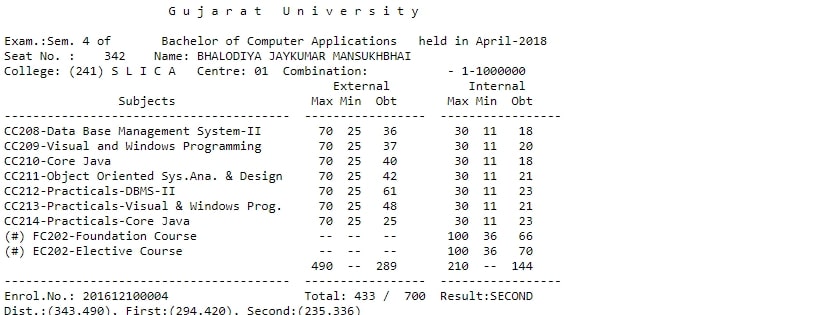 Gujarat University
Exam.:Sem. 4 of Bachelor of Computer Applications held in April-2018
Seat No. : 342 Name: BHALODIYA JAYKUMAR MANSUKHBHAI
College: (241) S L I C A Centre: 01 Combination: - 1-1000000
External Internal
Subjects Max Min Obt Max Min Obt
CC208-Data Base Management System-II 70 25 36 30 11 18
CC209-Visual and Windows Programming 70 25 37 30 11 20
CC210-Core Java 70 25 40 30 11 18
CC211-Object Oriented Sys.Ana. & Design 70 25 42 30 11 21
CC212-Practicals-DBMS-II 70 25 61 30 11 23
CC213-Practicals-Visual & Windows Prog. 70 25 48 30 11 21
CC214-Practicals-Core Java 70 25 25 30 11 23
(#) FC202-Foundation Course -- -- -- 100 36 66
(#) EC202-Elective Course -- -- -- 100 36 70
490 -- 289 210 -- 144
Enrol.No.: 201612100004 Total: 433 / 700 Result:SECOND
Dist.:(343.490). First:(294.420). Second:(235.336)